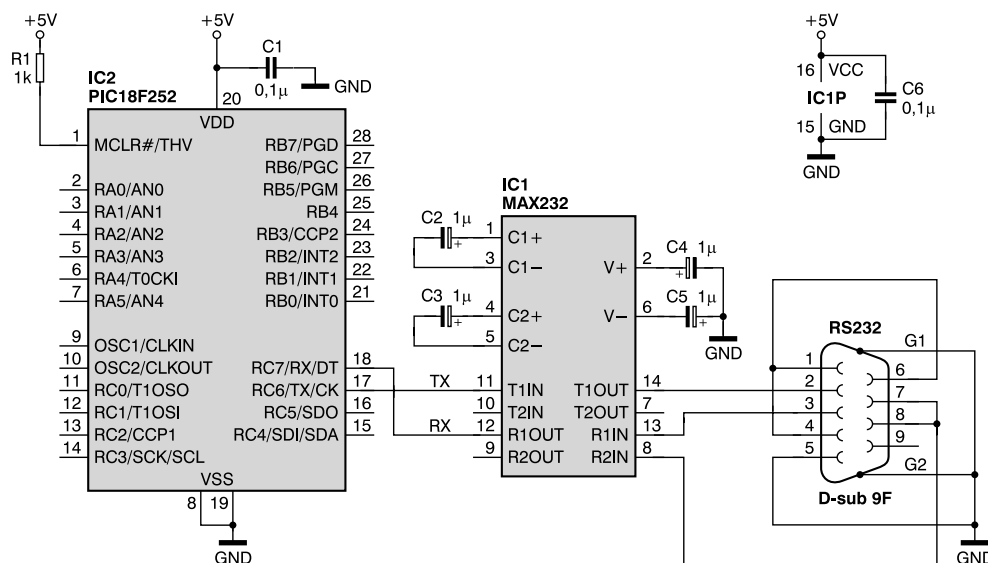 +5V
R1
1k
+5V
C1
0,1µ
GND
IC2
PIC18F252
20
VDD
1 MCLR#/THV
2 RA0/AN0
3 RA1/AN1
4 RA2/AN2
5 RA3/AN3
6 RA4/T0CKI
7 RA5/AN4
9 OSC1/CLKIN
10 OSC2/CLKOUT
11 RC0/T1OSO
12 RC1/T1OSI
13 RC2/CCP1
14 RC3/SCK/SCL
RB7/PGD 28
RB6/PGC 27
RB5/PGM 26
RB4 25
RB3/CCP2 24
RB2/INT2 23
RB1/INT1 22
RB0/INT0 21
RC7/RX/DT 18
RC6/TX/CK 17
RC5/SDO 16
RC4/SDI/SDA 15
VSS
8 19
GND
TX
RX
IC1
MAX232
C2 1µ
+
C3 1µ
+
1 C1+
3 C1−
4 C2+
5 C2−
11 T1IN
10 T2IN
12 R1OUT
9 R2OUT
V+ 2
V− 6
T1OUT 14
T2OUT 7
R1IN 13
R2IN 8
C4 1µ
+
C5 1µ
+
GND
+5V
16 VCC
IC1P
15 GND
GND
C6
0,1µ
RS232
G1
1
2
3
4
5
6
7
8
9
G2
D-sub 9F
GND